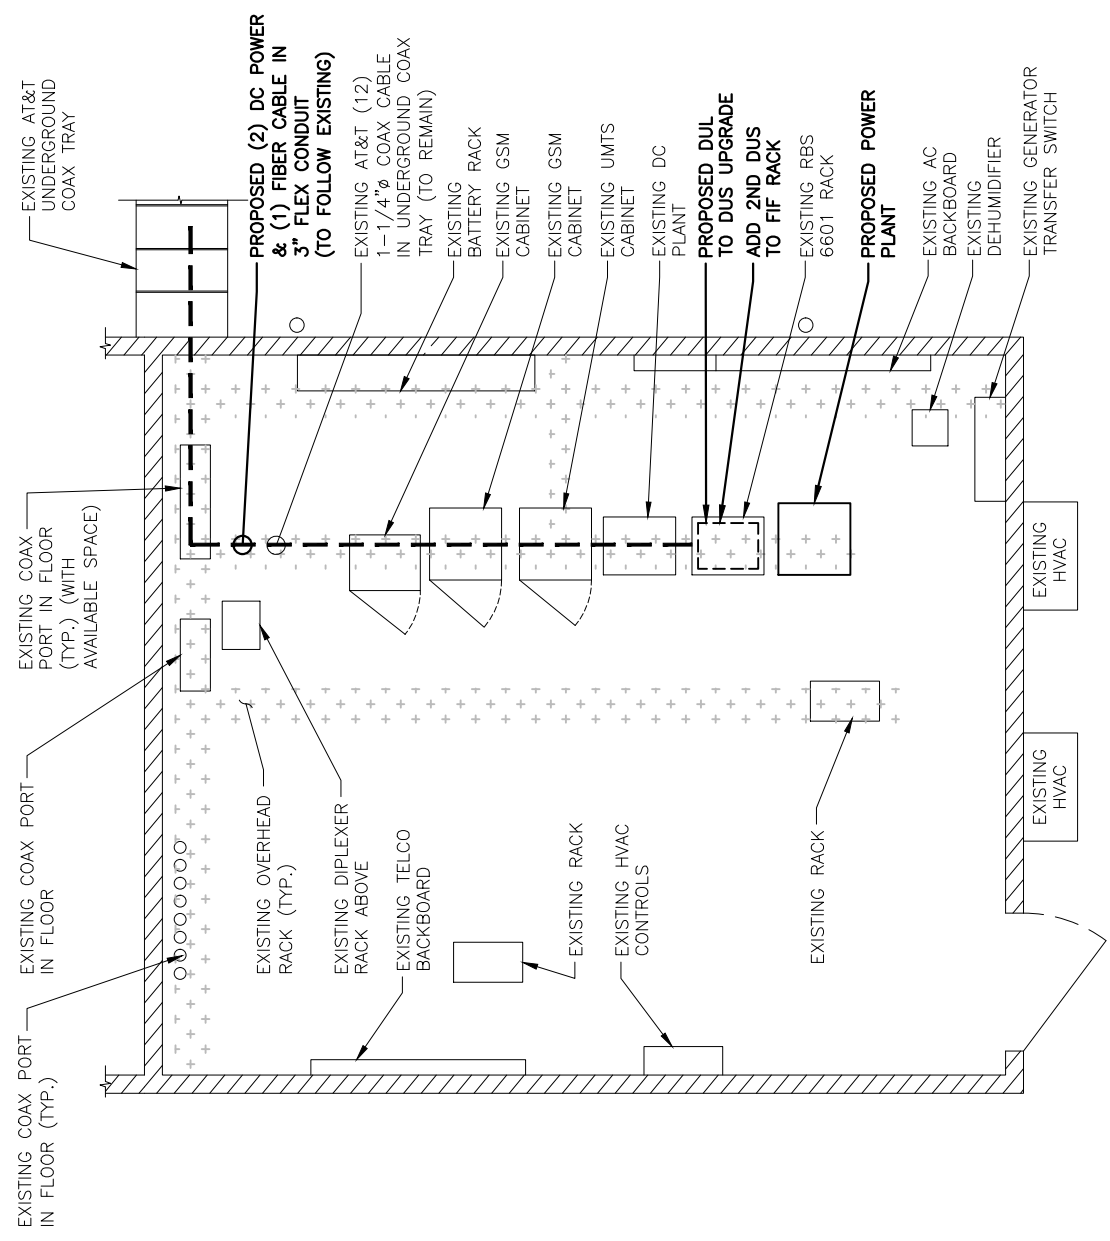 EXISTING AT&T
UNDERGROUND
COAX TRAY
PROPOSED (2) DC POWER
& (1) FIBER CABLE IN
3" FLEX CONDUIT
(TO FOLLOW EXISTING)
EXISTING AT&T (12)
1-1/4"ø COAX CABLE
IN UNDERGROUND COAX
TRAY (TO REMAIN)
EXISTING
BATTERY RACK
EXISTING GSM
CABINET
EXISTING GSM
CABINET
EXISTING UMTS
CABINET
EXISTING DC
PLANT
PROPOSED DUL
TO DUS UPGRADE
ADD 2ND DUS
TO FIF RACK
EXISTING RBS
6601 RACK
PROPOSED POWER
PLANT
EXISTING AC
BACKBOARD
EXISTING
DEHUMIDIFIER
EXISTING GENERATOR
TRANSFER SWITCH
EXISTING COAX
PORT IN FLOOR
(TYP.) (WITH
AVAILABLE SPACE)
EXISTING
HVAC
EXISTING COAX PORT
IN FLOOR
EXISTING OVERHEAD
RACK (TYP.)
EXISTING DIPLEXER
RACK ABOVE
EXISTING TELCO
BACKBOARD
EXISTING RACK
EXISTING HVAC
CONTROLS
EXISTING RACK
EXISTING
HVAC
EXISTING COAX PORT
IN FLOOR (TYP.)